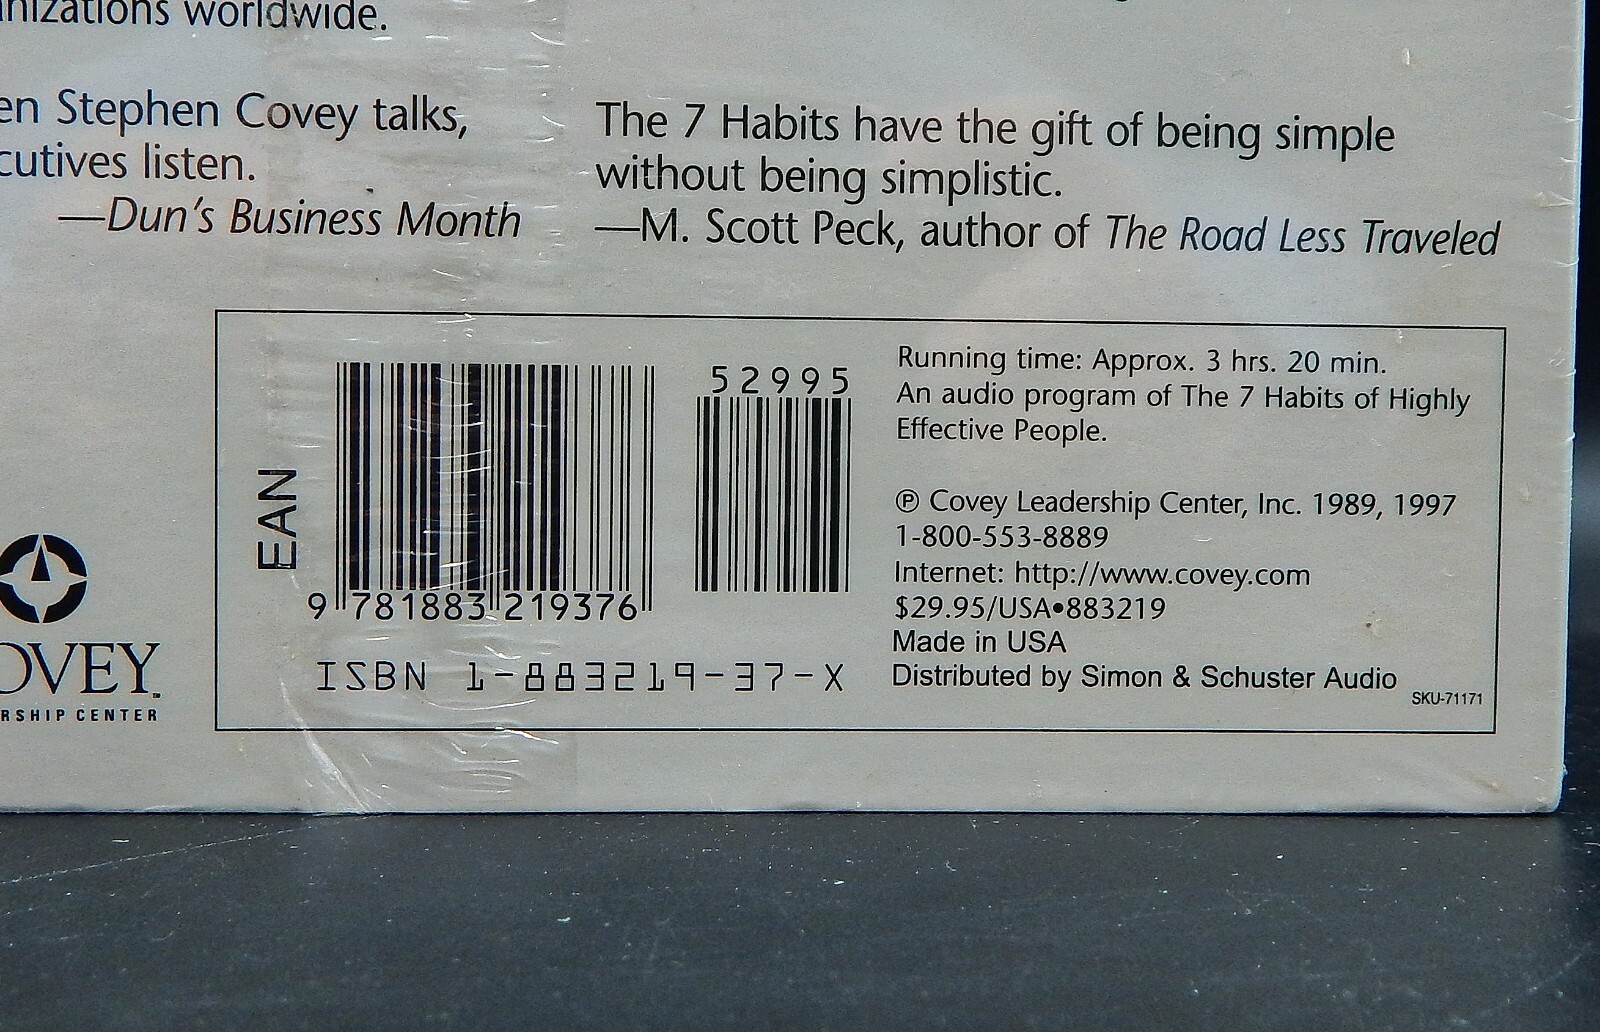 worldwide.
Stephen Covey talks,
listen.
—Dun's Business Month
The 7 Habits have the gift of being simple
without being simplistic.
—M. Scott Peck, author of The Road Less Traveled
EAN
9 781883 219376
52995
ISBN 1-883219-37-X
Running time: Approx. 3 hrs. 20 min.
An audio program of The 7 Habits of Highly
Effective People.
℗ Covey Leadership Center, Inc. 1989, 1997
1-800-553-8889
Internet: http://www.covey.com
$29.95/USA•883219
Made in USA
Distributed by Simon & Schuster Audio
SKU-71171
OVEY™
RSHIP CENTER